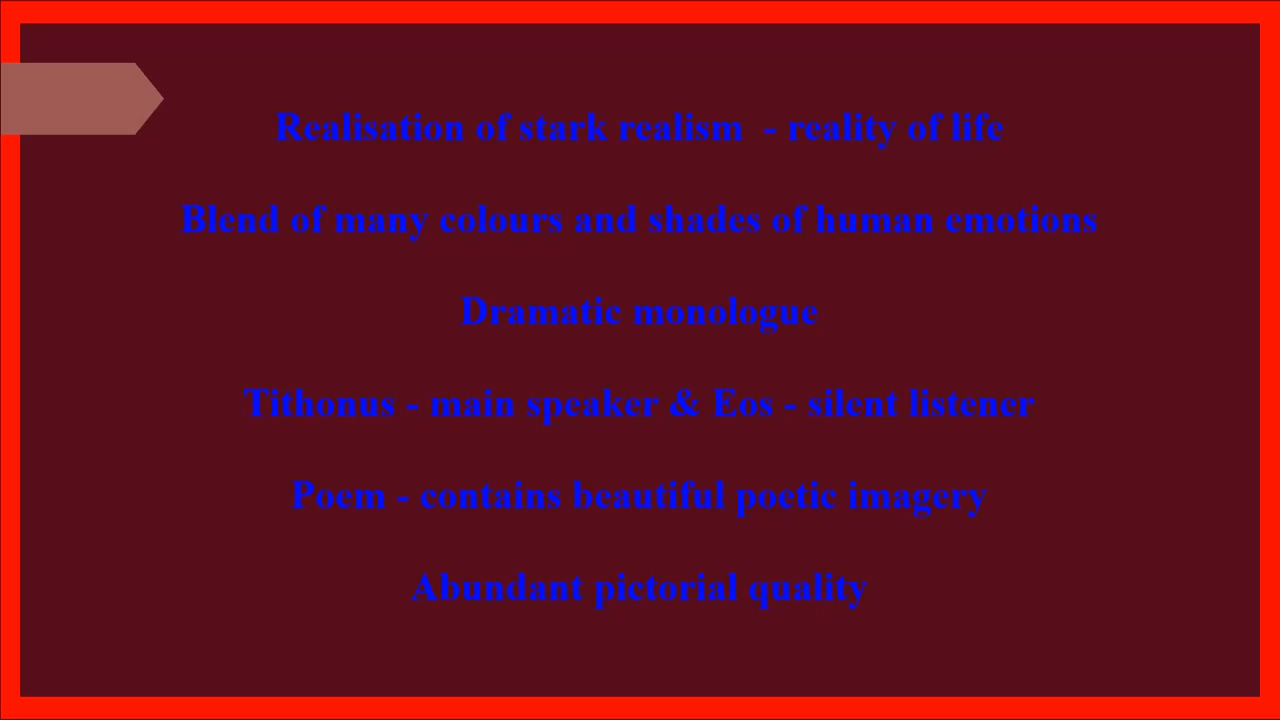 Realisation of stark realism - reality of life
Blend of many colours and shades of human emotions
Dramatic monologue
Tithonus - main speaker & Eos - silent listener
Poem - contains beautiful poetic imagery
Abundant pictorial quality